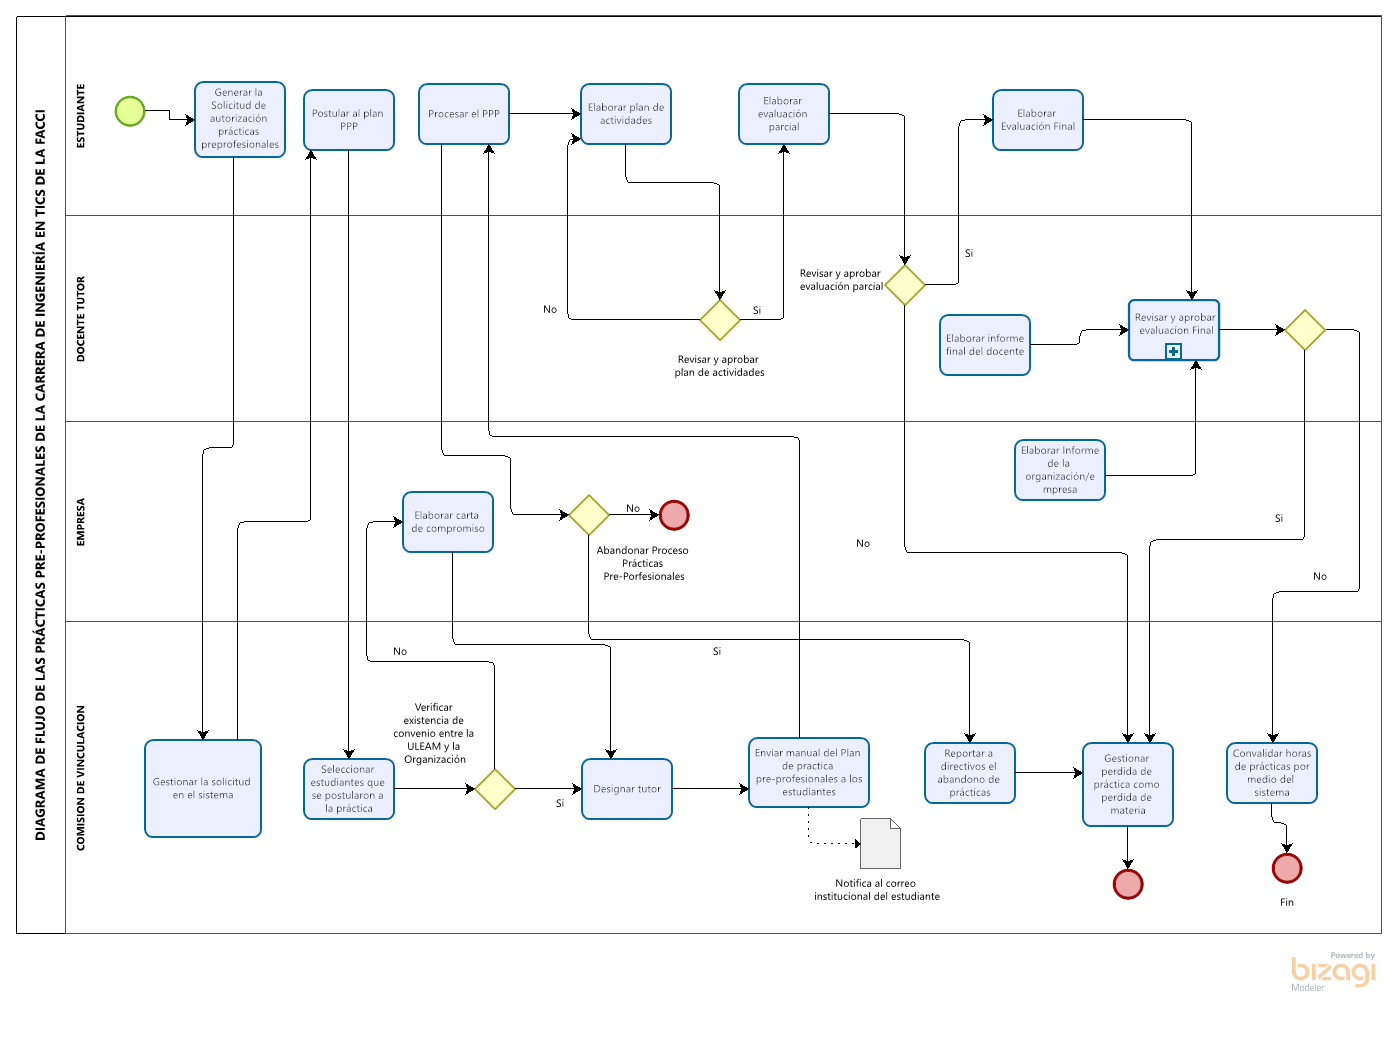 DIAGRAMA DE FLUJO DE LAS PRÁCTICAS PRE-PROFESIONALES DE LA CARRERA DE INGENIERÍA EN TICS DE LA FACCI
ESTUDIANTE
Generar la
Solicitud de
autorización
prácticas
preprofesionales
Postular al plan
PPP
Procesar el PPP
Elaborar plan de
actividades
Elaborar
evaluación
parcial
Elaborar
Evaluación Final
DOCENTE TUTOR
No
Si
Revisar y aprobar
plan de actividades
Revisar y aprobar
evaluación parcial
Si
Elaborar informe
final del docente
Revisar y aprobar
evaluacion Final
EMPRESA
Elaborar carta
de compromiso
No
Abandonar Proceso
Prácticas
Pre-Porfesionales
No
Elaborar Informe
de la
organización/e
mpresa
Si
No
COMISION DE VINCULACION
Gestionar la solicitud
en el sistema
Seleccionar
estudiantes que
se postularon a
la práctica
No
Verificar
existencia de
convenio entre la
ULEAM y la
Organización
Si
Designar tutor
Si
Enviar manual del Plan
de practica
pre-profesionales a los
estudiantes
Notifica al correo
institucional del estudiante
Reportar a
directivos el
abandono de
prácticas
Gestionar
perdida de
práctica como
perdida de
materia
Convalidar horas
de prácticas por
medio del
sistema
Fin
Powered by
bizagi
Modeler